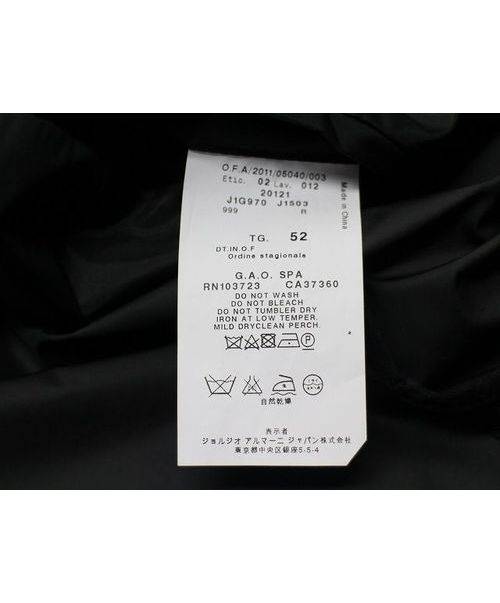 O.F.A/2011/05040/003
Etic. 02 Lav. 012
20121
J1G970 J1503
999 R
Made in China
TG. 52
DT.IN.O.F
Ordine stagionale
G.A.O. SPA
RN103723 CA37360
DO NOT WASH
DO NOT BLEACH
DO NOT TUMBLER DRY
IRON AT LOW TEMPER.
MILD DRYCLEAN PERCH.
P
自然乾燥
表示者
ジョルジオ アルマーニ ジャパン株式会社
東京都中央区銀座5-5-4